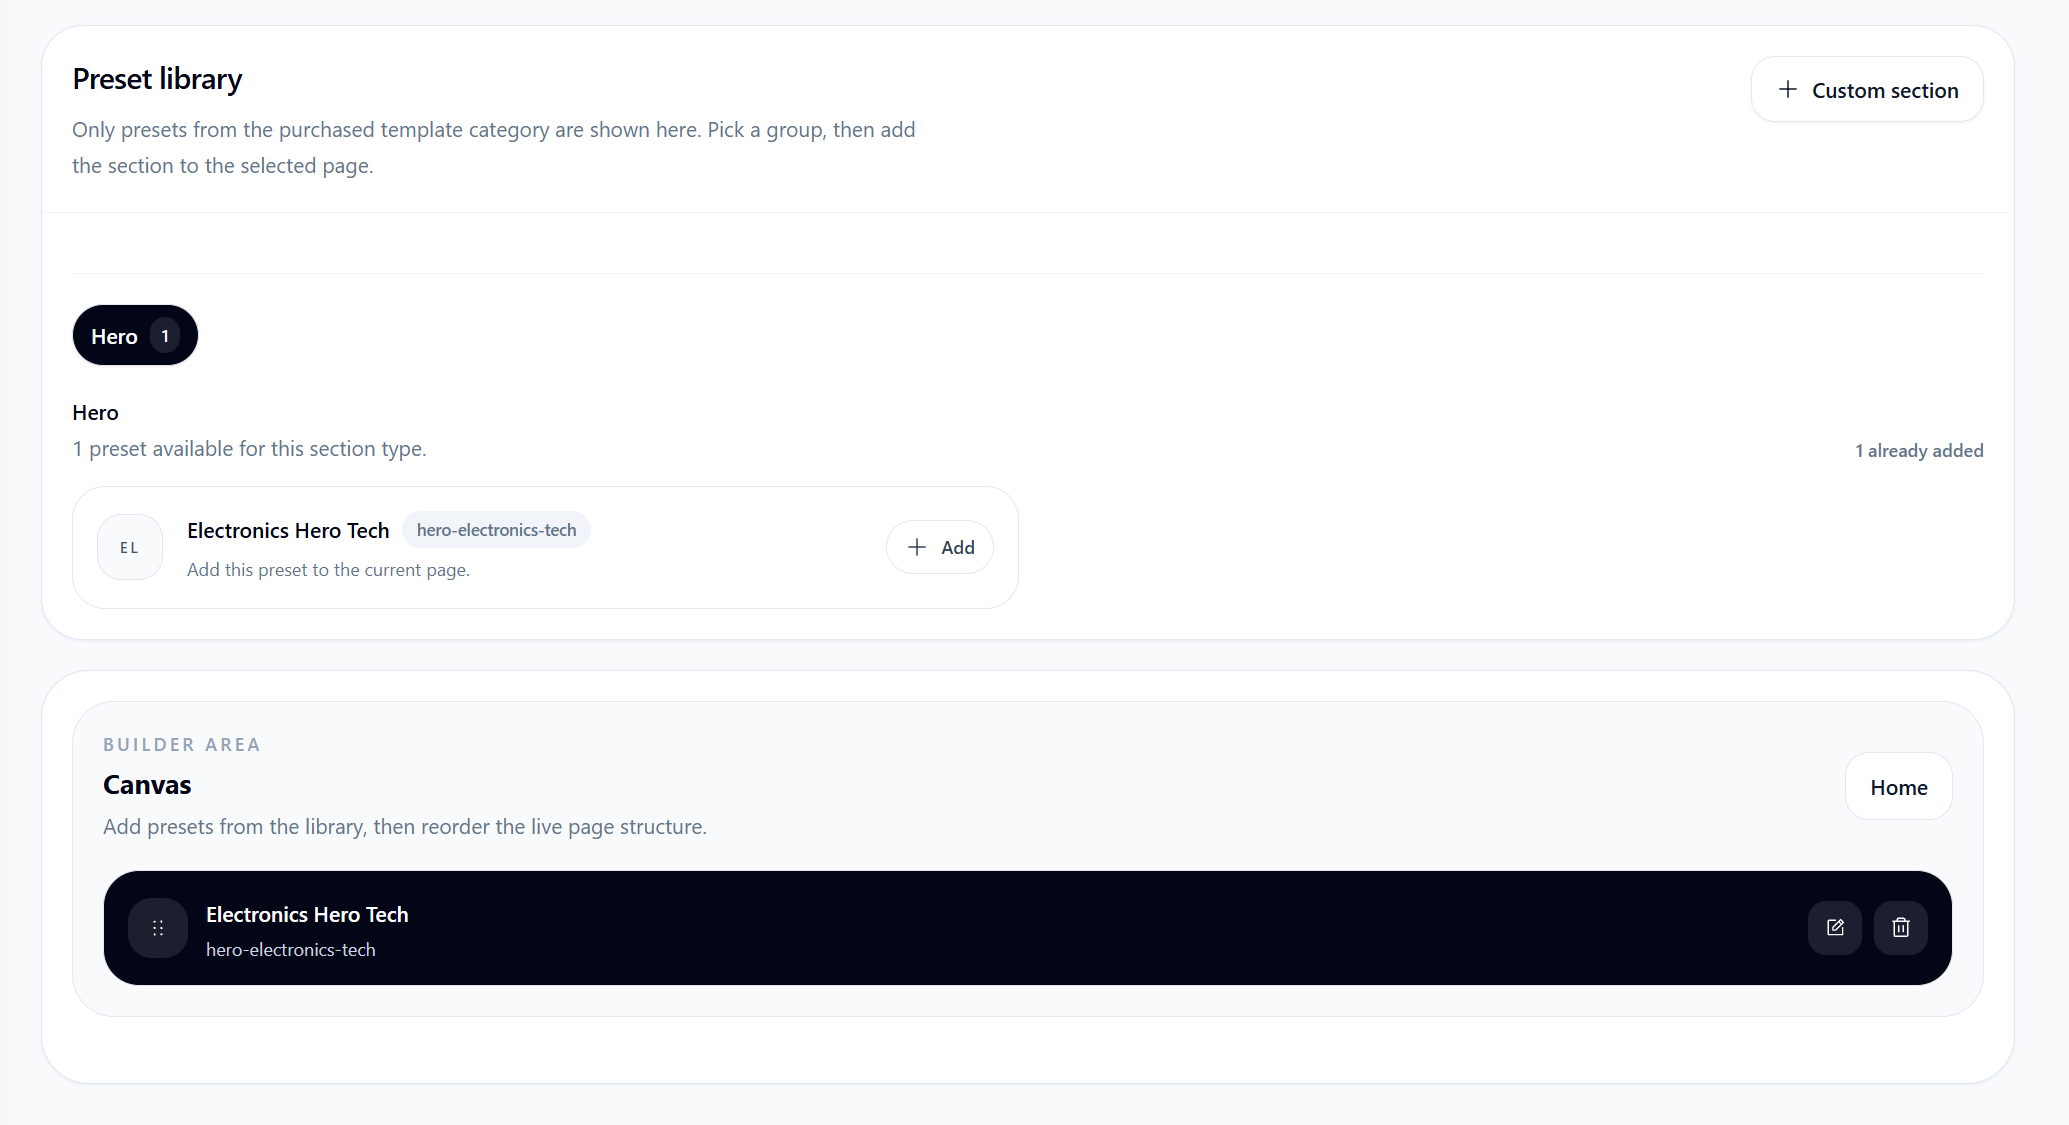 Preset library
Custom section
Only presets from the purchased template category are shown here. Pick a group, then add
the section to the selected page.
Hero 1
Hero
1 preset available for this section type.
1 already added
EL
Electronics Hero Tech hero-electronics-tech
Add this preset to the current page.
Add
BUILDER AREA
Canvas
Add presets from the library, then reorder the live page structure.
Home
Electronics Hero Tech
hero-electronics-tech